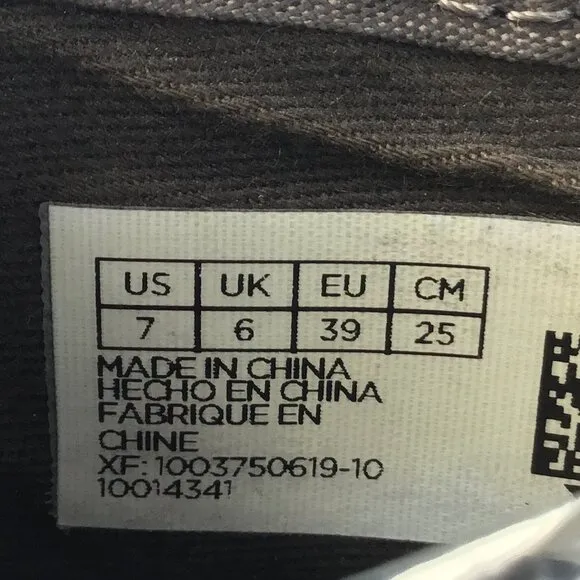 US UK EU CM
7 6 39 25
MADE IN CHINA
HECHO EN CHINA
FABRIQUE EN
CHINE
XF: 1003750619-10
10014341